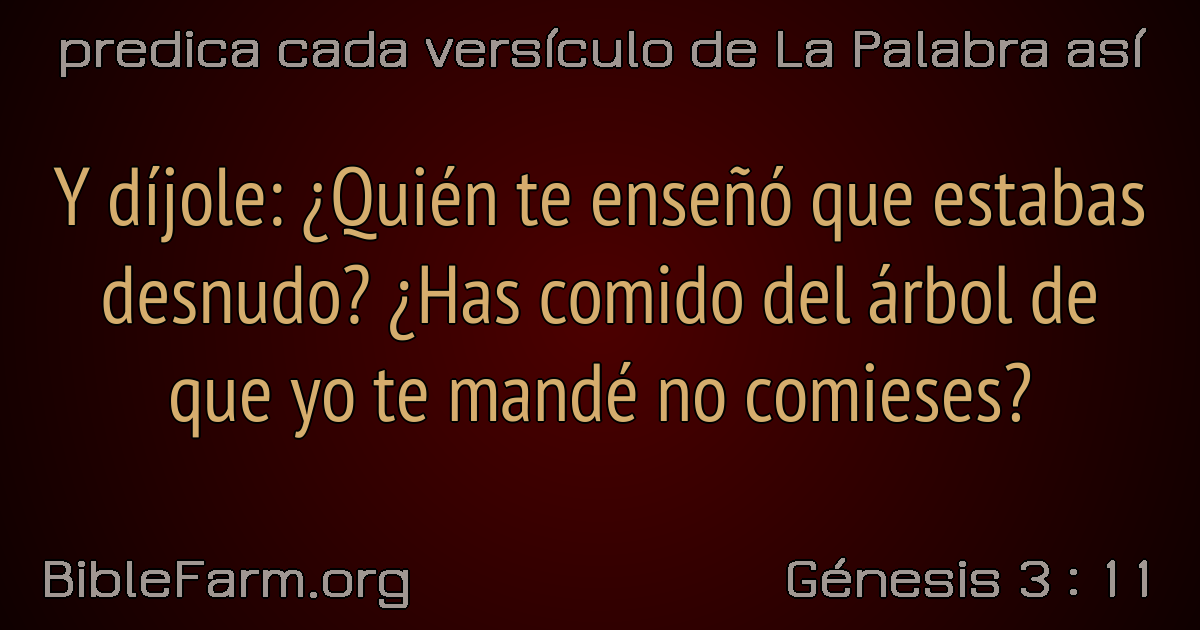 predica cada versículo de La Palabra así
Y díjole: ¿Quién te enseñó que estabas
desnudo? ¿Has comido del árbol de
que yo te mandé no comieses?
BibleFarm.org
Génesis 3 : 11